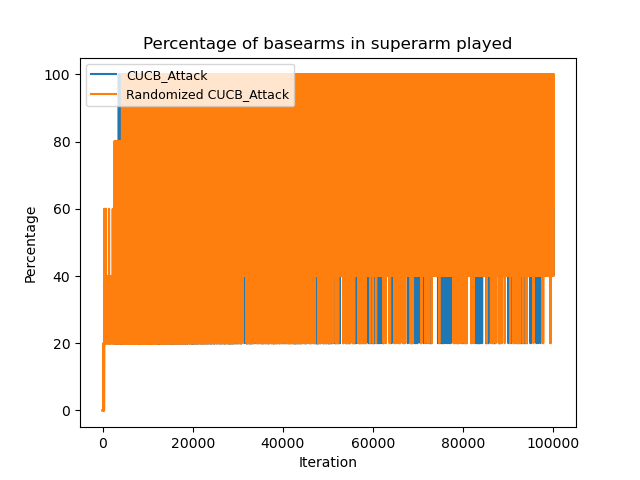 Percentage of basearms in superarm played
CUCB_Attack
Randomized CUCB_Attack
Percentage
100
80
60
40
20
0
0 20000 40000 60000 80000 100000
Iteration